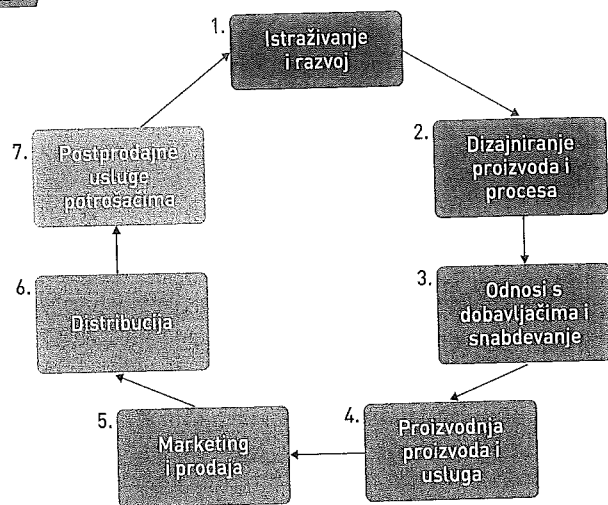 1.
Istraživanje
i razvoj
2.
Dizajniranje
proizvoda i
procesa
3.
Odnosi s
dobavljačima i
snabdevanje
4.
Proizvodnja
proizvoda i
usluga
5.
Marketing
i prodaja
6.
Distribucija
7.
Postprodajne
usluge
potrošačima